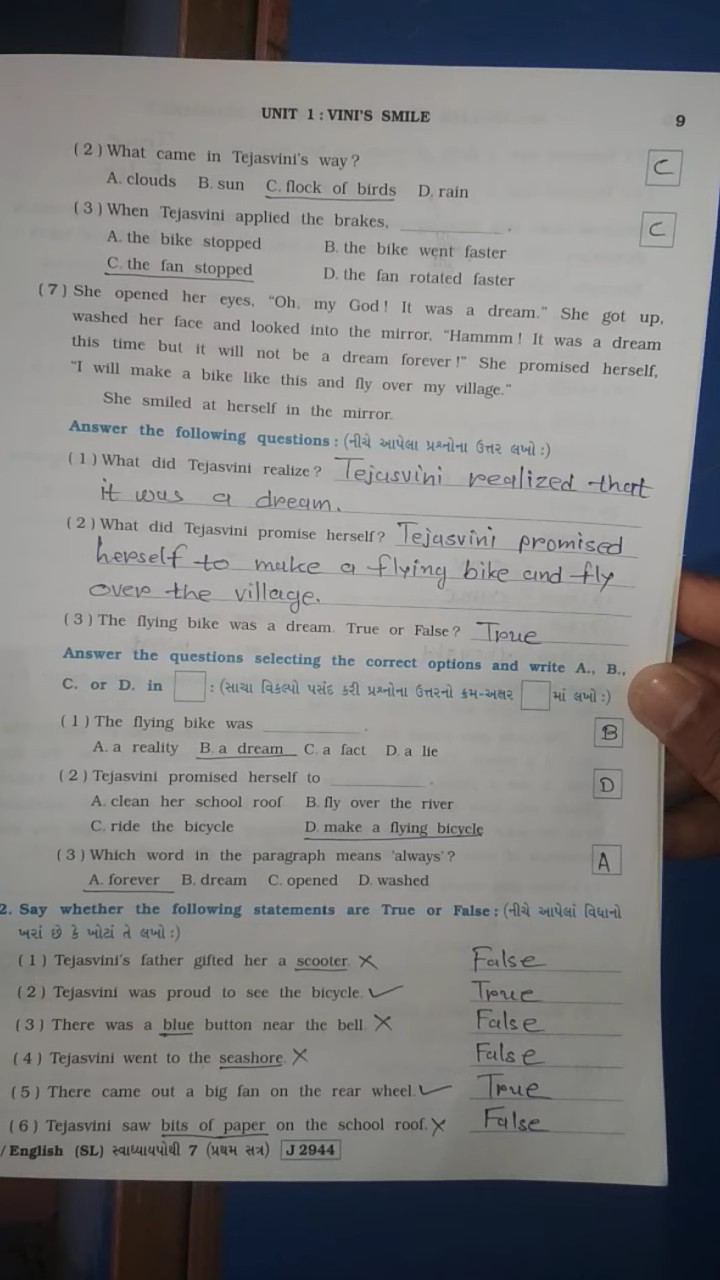 UNIT 1 : VINI'S SMILE 9
( 2 ) What came in Tejasvini's way ? C
A. clouds B. sun C. flock of birds D. rain
( 3 ) When Tejasvini applied the brakes, ____________. C
A. the bike stopped B. the bike went faster
C. the fan stopped D. the fan rotated faster
( 7 ) She opened her eyes, "Oh, my God ! It was a dream." She got up,
washed her face and looked into the mirror, "Hammm ! It was a dream
this time but it will not be a dream forever !" She promised herself,
"I will make a bike like this and fly over my village."
She smiled at herself in the mirror.
Answer the following questions : (નીચે આપેલા પ્રશ્નોના ઉત્તર લખો :)
( 1 ) What did Tejasvini realize ? Tejasvini realized that
it was a dream.
( 2 ) What did Tejasvini promise herself ? Tejasvini promised
herself to make a flying bike and fly
over the village.
( 3 ) The flying bike was a dream. True or False ? True
Answer the questions selecting the correct options and write A., B.,
C. or D. in : (સાચા વિકલ્પો પસંદ કરી પ્રશ્નોના ઉત્તરનો ક્રમ-અક્ષર માં લખો :)
( 1 ) The flying bike was ____________. B
A. a reality B. a dream C. a fact D. a lie
( 2 ) Tejasvini promised herself to ____________. D
A. clean her school roof B. fly over the river
C. ride the bicycle D. make a flying bicycle
( 3 ) Which word in the paragraph means 'always' ? A
A. forever B. dream C. opened D. washed
2. Say whether the following statements are True or False : (નીચે આપેલાં વિધાનો
ખરાં છે કે ખોટાં તે લખો :)
( 1 ) Tejasvini's father gifted her a scooter. ✗ False
( 2 ) Tejasvini was proud to see the bicycle. ✓ True
( 3 ) There was a blue button near the bell. ✗ False
( 4 ) Tejasvini went to the seashore. ✗ False
( 5 ) There came out a big fan on the rear wheel. ✓ True
( 6 ) Tejasvini saw bits of paper on the school roof. ✗ False
/ English (SL) સ્વાધ્યાયપોથી 7 (પ્રથમ સત્ર) J 2944